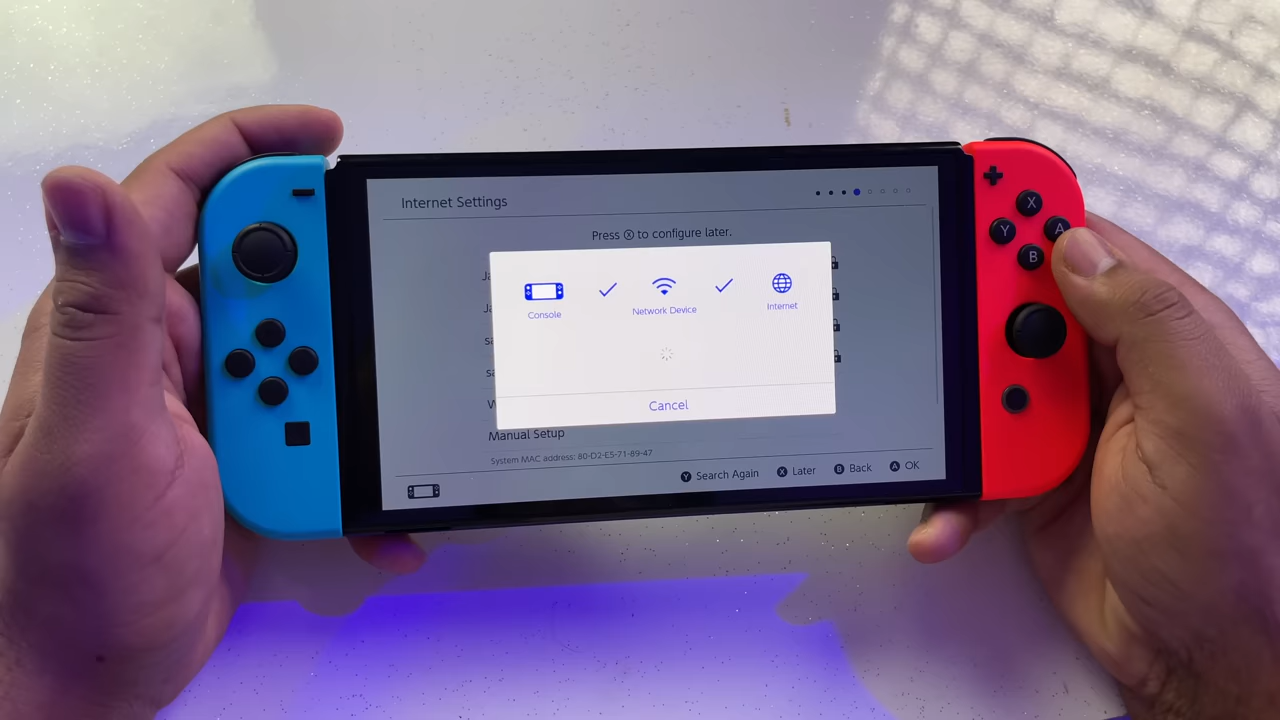 Internet Settings
Press Ⓧ to configure later.
Console
Network Device
Internet
Cancel
Manual Setup
System MAC address: 80-D2-E5-71-89-47
Ⓨ Search Again Ⓧ Later Ⓑ Back Ⓐ OK
X
Y
A
B